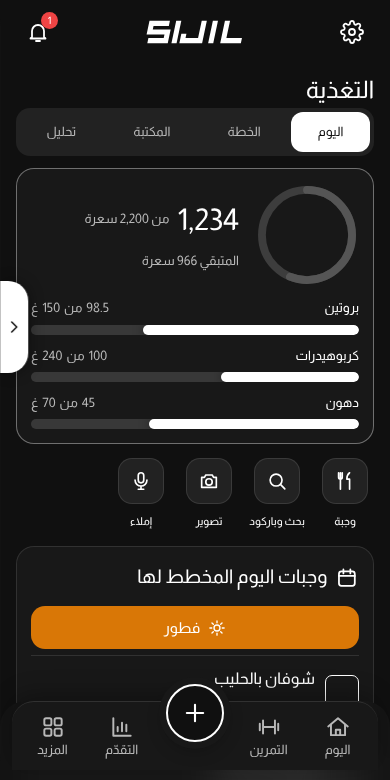 SIJIL
1
التغذية
اليوم الخطة المكتبة تحليل
1,234 من 2,200 سعرة
المتبقي 966 سعرة
بروتين 98.5 من 150 غ
كربوهيدرات 100 من 240 غ
دهون 45 من 70 غ
وجبة بحث وباركود تصوير إملاء
وجبات اليوم المخطط لها
فطور
شوفان بالحليب
اليوم التمرين التقدّم المزيد